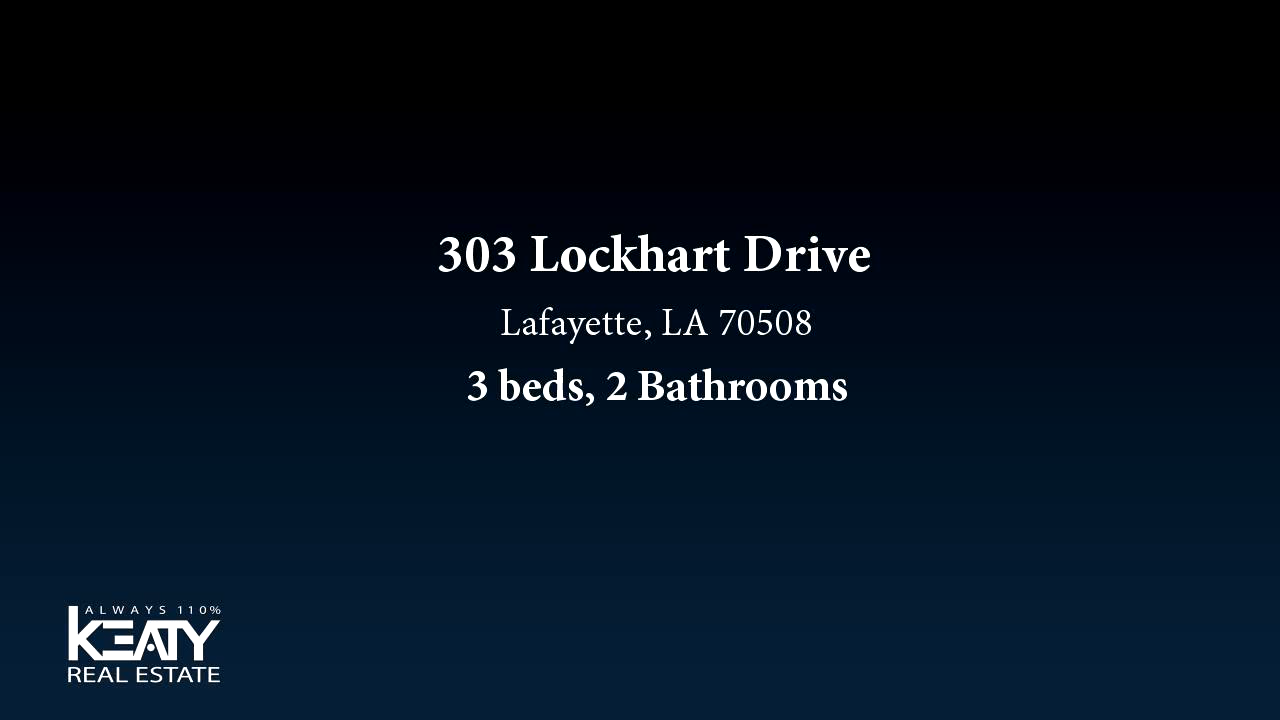 303 Lockhart Drive
Lafayette, LA 70508
3 beds, 2 Bathrooms
ALWAYS 110%
KEATY
REAL ESTATE